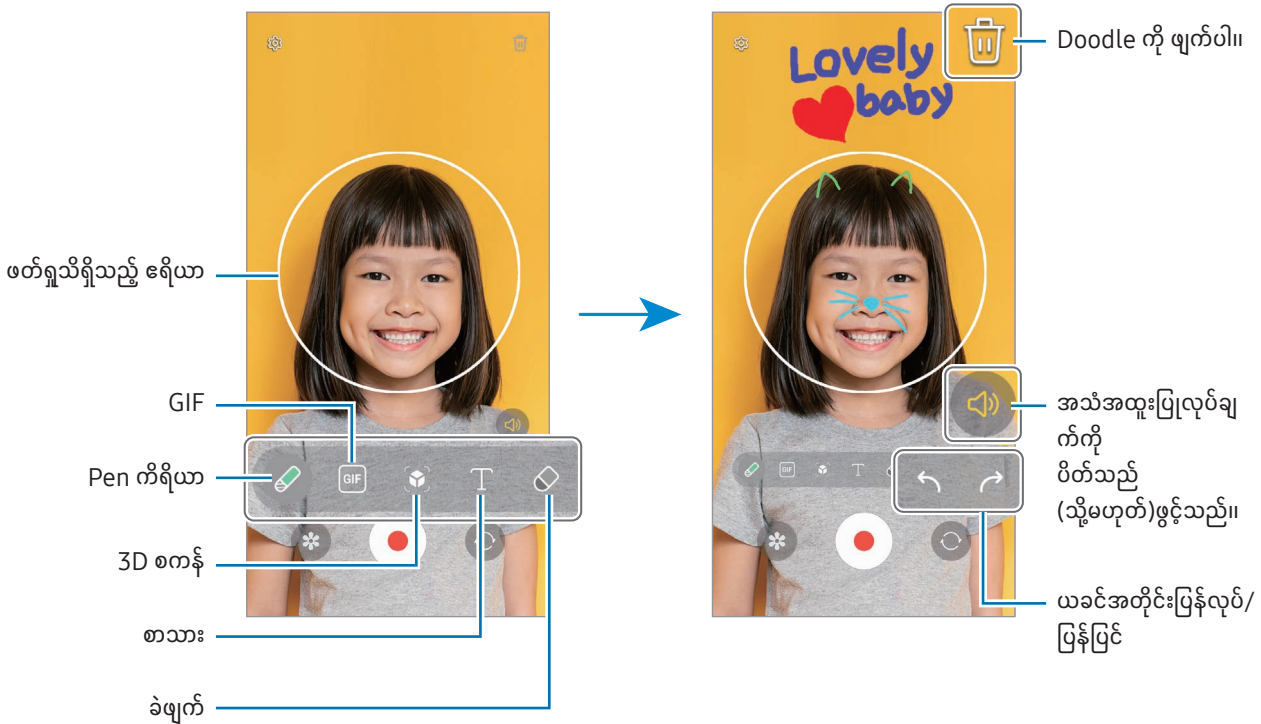 ဖတ်ရှုသိရှိသည့် ဧရိယာ
GIF
Pen ကိရိယာ
3D စကန်
စာသား
ခဲဖျက်
GIF
T
Lovely
baby
GIF
T
Doodle ကို ဖျက်ပါ။
အသံအထူးပြုလုပ်ချ
က်ကို
ပိတ်သည်
(သို့မဟုတ်)ဖွင့်သည်။
ယခင်အတိုင်းပြန်လုပ်/
ပြန်ပြင်